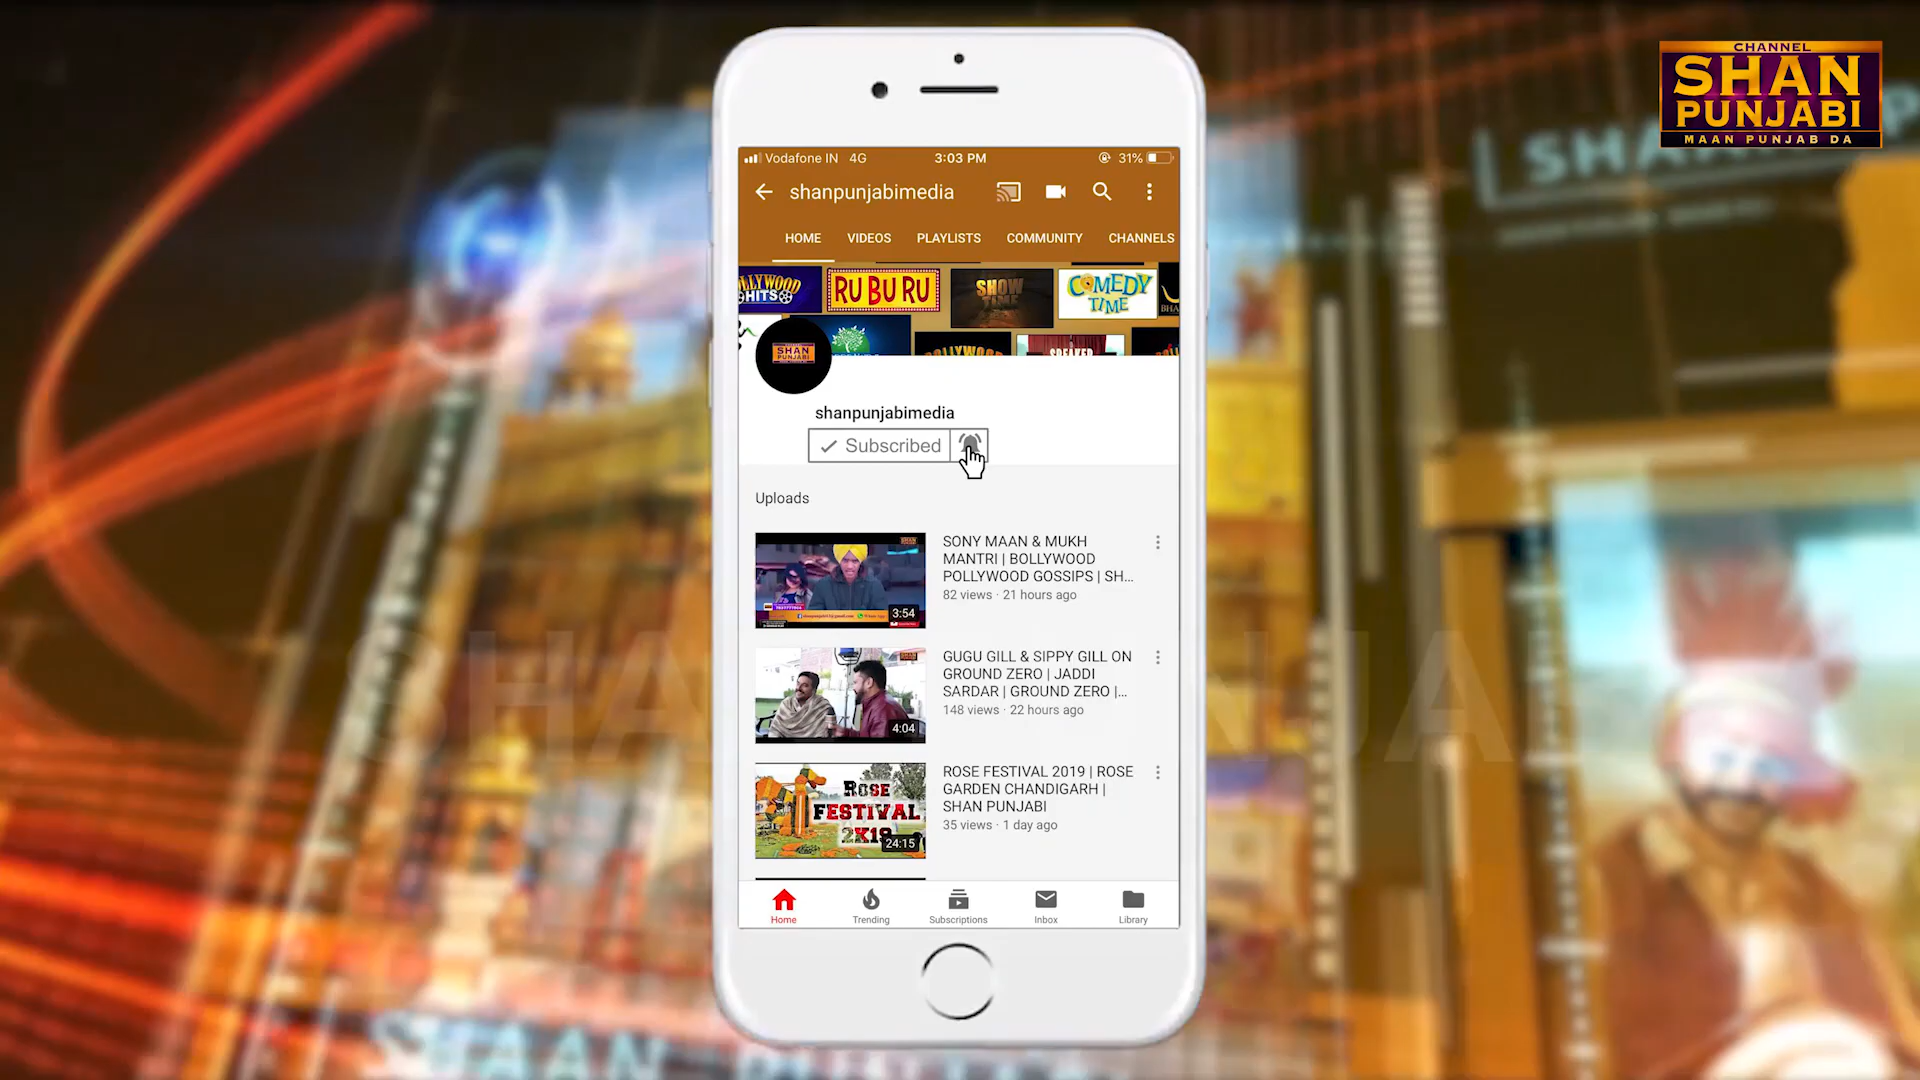 CHANNEL
SHAN
PUNJABI
MAAN PUNJAB DA
Vodafone IN 4G 3:03 PM 31%
shanpunjabimedia
HOME VIDEOS PLAYLISTS COMMUNITY CHANNELS
HITS
RU BU RU
SHOW
TIME
COMEDY
TIME
SHAN
PUNJABI
shanpunjabimedia
Subscribed
Uploads
SONY MAAN & MUKH
MANTRI | BOLLYWOOD
POLLYWOOD GOSSIPS | SH...
82 views · 21 hours ago
3:54
GUGU GILL & SIPPY GILL ON
GROUND ZERO | JADDI
SARDAR | GROUND ZERO |...
148 views · 22 hours ago
4:04
ROSE FESTIVAL 2019 | ROSE
GARDEN CHANDIGARH |
SHAN PUNJABI
35 views · 1 day ago
ROSE
FESTIVAL
2K19
24:15
Home Trending Subscriptions Inbox Library